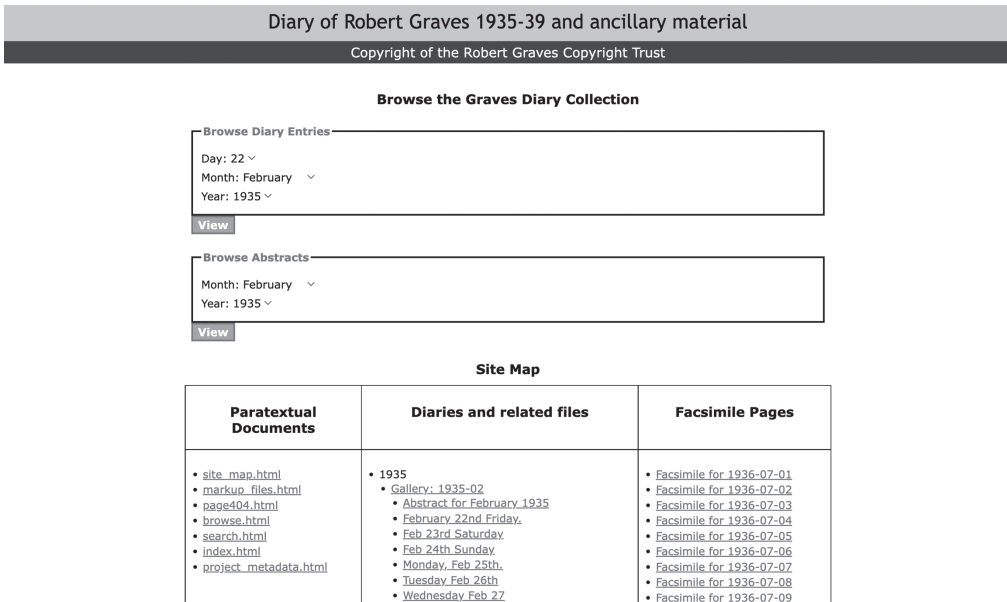 Diary of Robert Graves 1935-39 and ancillary material
Copyright of the Robert Graves Copyright Trust
Browse the Graves Diary Collection
Browse Diary Entries
Day: 22
Month: February
Year: 1935
View
Browse Abstracts
Month: February
Year: 1935
View
Site Map
Paratextual
Documents
• site_map.html
• markup_files.html
• page404.html
• browse.html
• search.html
• index.html
• project_metadata.html
Diaries and related files
• 1935
• Gallery: 1935-02
• Abstract for February 1935
• February 22nd Friday.
• Feb 23rd Saturday
• Feb 24th Sunday
• Monday, Feb 25th.
• Tuesday Feb 26th
• Wednesday Feb 27
Facsimile Pages
• Facsimile for 1936-07-01
• Facsimile for 1936-07-02
• Facsimile for 1936-07-03
• Facsimile for 1936-07-04
• Facsimile for 1936-07-05
• Facsimile for 1936-07-06
• Facsimile for 1936-07-07
• Facsimile for 1936-07-08
• Facsimile for 1936-07-09